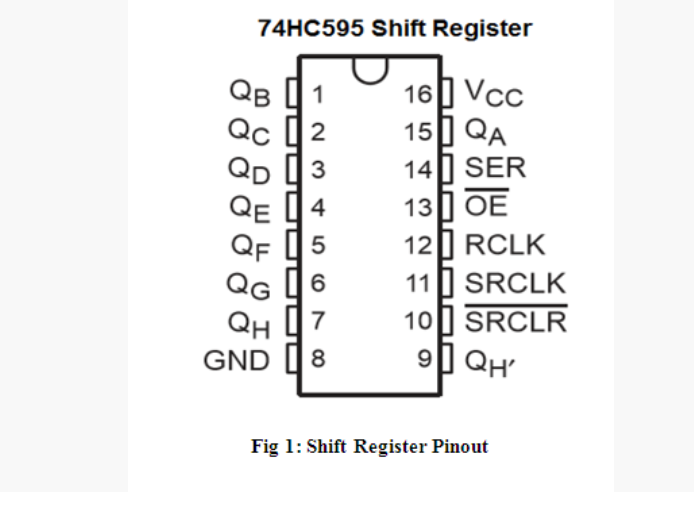 74HC595 Shift Register
QB 1 16 VCC
QC 2 15 QA
QD 3 14 SER
QE 4 13 OE
QF 5 12 RCLK
QG 6 11 SRCLK
QH 7 10 SRCLR
GND 8 9 QH′
Fig 1: Shift Register Pinout